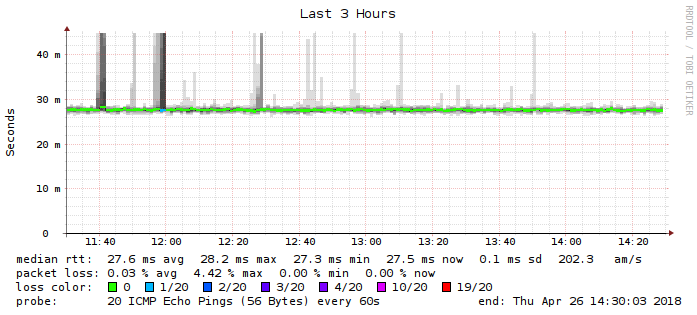 Last 3 Hours
RRDTOOL / TOBI OETIKER
Seconds
40 m
30 m
20 m
10 m
0
11:40 12:00 12:20 12:40 13:00 13:20 13:40 14:00 14:20
median rtt: 27.6 ms avg 28.2 ms max 27.3 ms min 27.5 ms now 0.1 ms sd 202.3 am/s
packet loss: 0.03 % avg 4.42 % max 0.00 % min 0.00 % now
loss color: 0 1/20 2/20 3/20 4/20 10/20 19/20
probe: 20 ICMP Echo Pings (56 Bytes) every 60s end: Thu Apr 26 14:30:03 2018